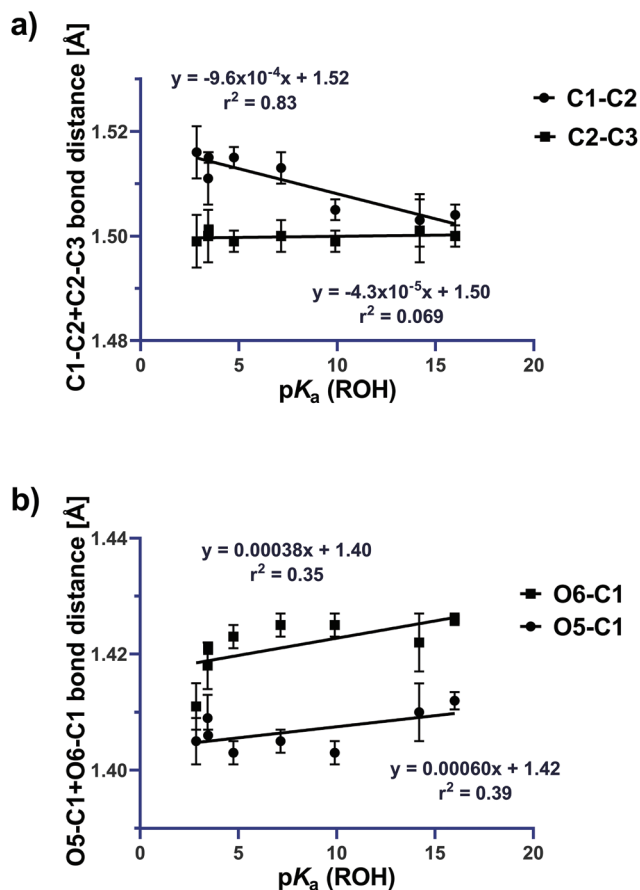 a)
y = -9.6x10⁻⁴x + 1.52
r² = 0.83
C1-C2
C2-C3
C1-C2+C2-C3 bond distance [Å]
1.52
1.50
1.48
y = -4.3x10⁻⁵x + 1.50
r² = 0.069
0 5 10 15 20
pKa (ROH)
b)
y = 0.00038x + 1.40
r² = 0.35
O6-C1
O5-C1
O5-C1+O6-C1 bond distance [Å]
1.44
1.42
1.40
y = 0.00060x + 1.42
r² = 0.39
0 5 10 15 20
pKa (ROH)